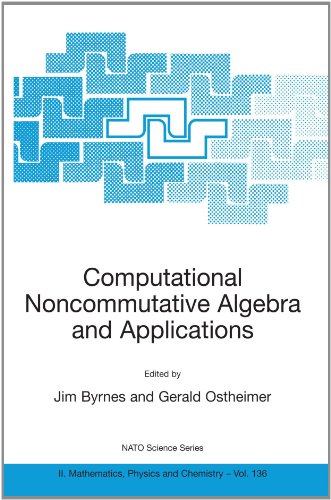 Computational
Noncommutative Algebra
and Applications
Edited by
Jim Byrnes and Gerald Ostheimer
NATO Science Series
II. Mathematics, Physics and Chemistry – Vol. 136